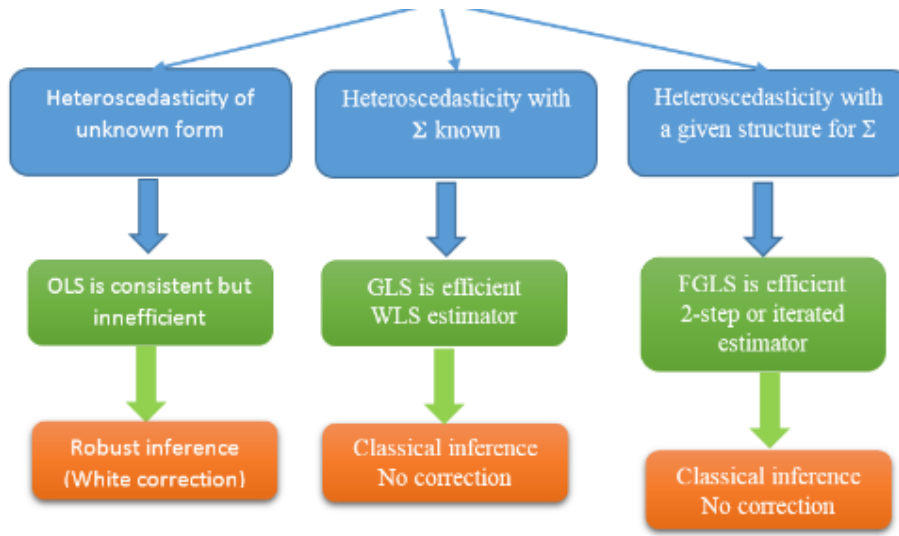 Heteroscedasticity of
unknown form
Heteroscedasticity with
Σ known
Heteroscedasticity with
a given structure for Σ
OLS is consistent but
innefficient
GLS is efficient
WLS estimator
FGLS is efficient
2-step or iterated
estimator
Robust inference
(White correction)
Classical inference
No correction
Classical inference
No correction